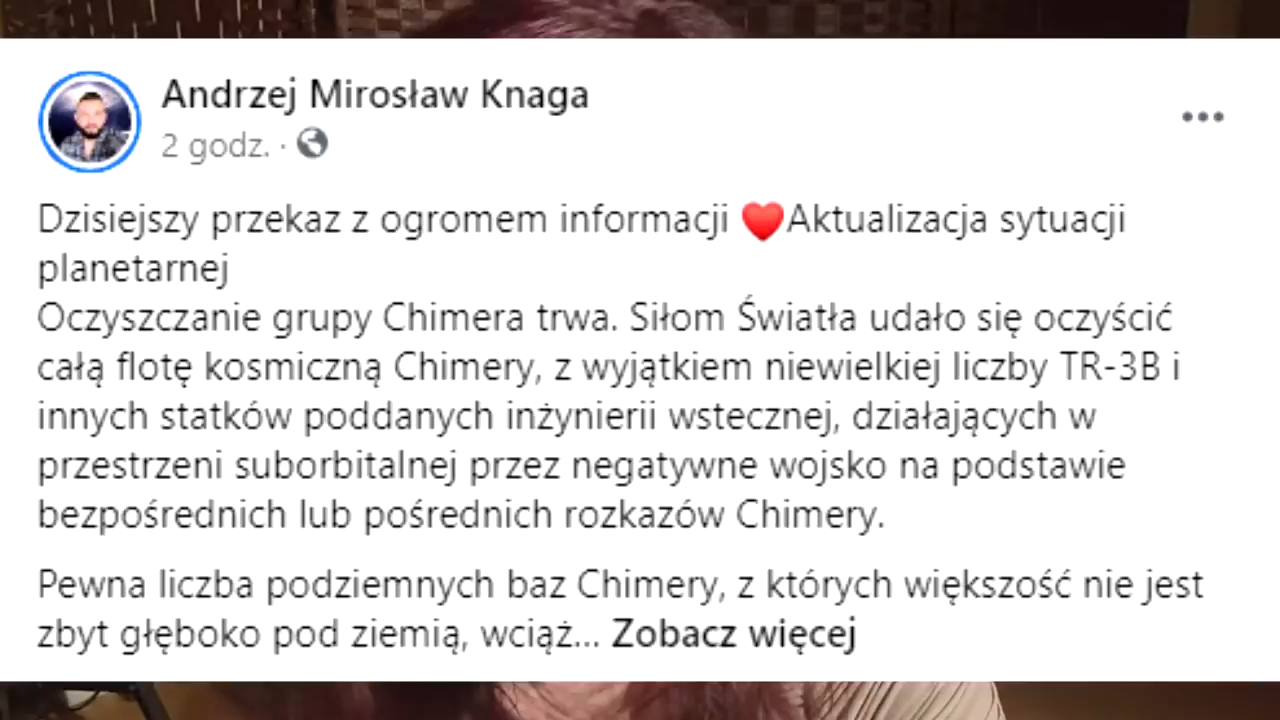 Andrzej Mirosław Knaga
2 godz. ·
Dzisiejszy przekaz z ogromem informacji ❤️Aktualizacja sytuacji
planetarnej
Oczyszczanie grupy Chimera trwa. Siłom Światła udało się oczyścić
całą flotę kosmiczną Chimery, z wyjątkiem niewielkiej liczby TR-3B i
innych statków poddanych inżynierii wstecznej, działających w
przestrzeni suborbitalnej przez negatywne wojsko na podstawie
bezpośrednich lub pośrednich rozkazów Chimery.
Pewna liczba podziemnych baz Chimery, z których większość nie jest
zbyt głęboko pod ziemią, wciąż... Zobacz więcej